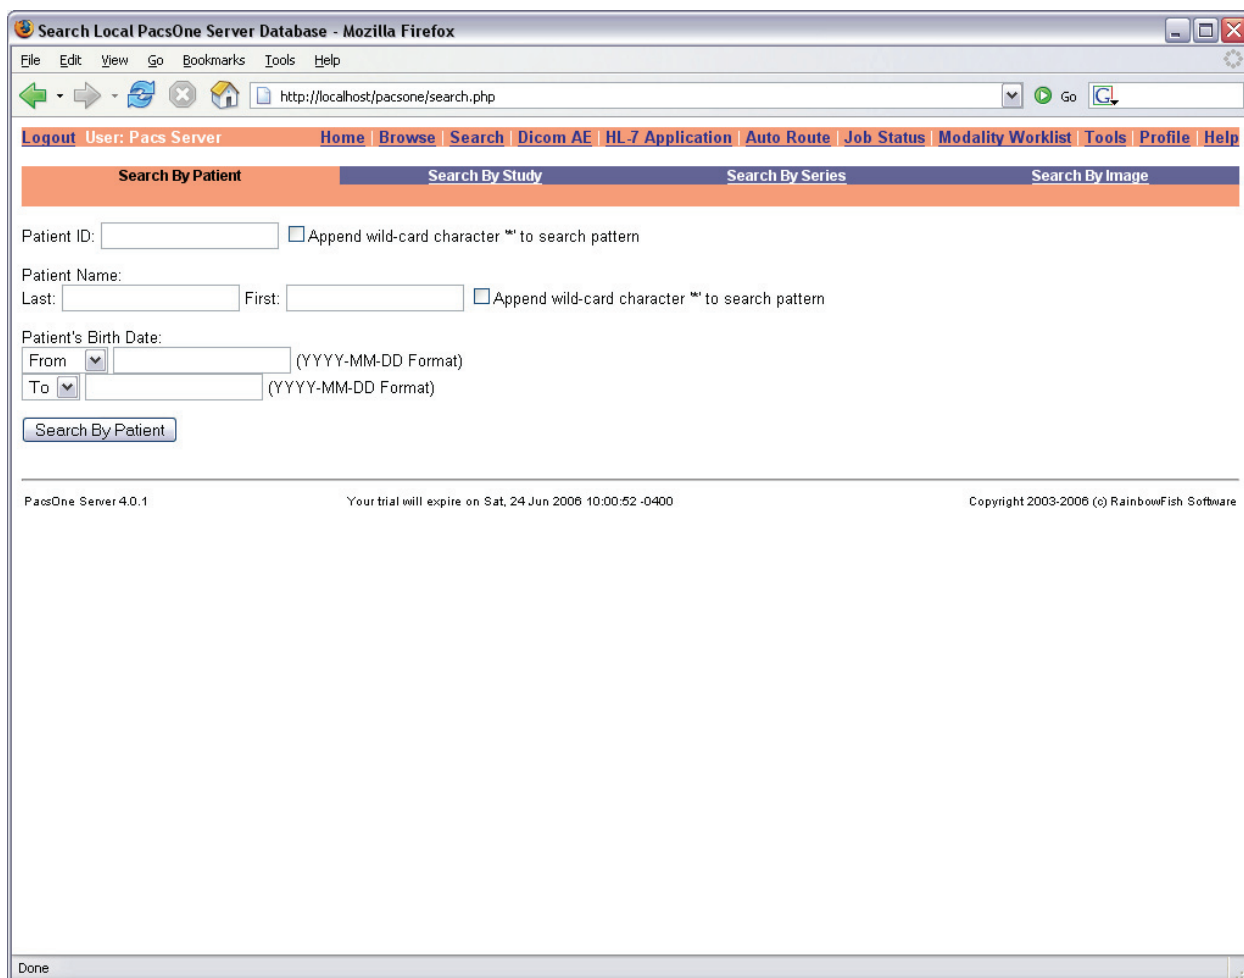 Search Local PacsOne Server Database - Mozilla Firefox
File Edit View Go Bookmarks Tools Help
http://localhost/pacsone/search.php Go G
Logout User: Pacs Server Home | Browse | Search | Dicom AE | HL-7 Application | Auto Route | Job Status | Modality Worklist | Tools | Profile | Help
Search By Patient Search By Study Search By Series Search By Image
Patient ID: Append wild-card character '*' to search pattern
Patient Name:
Last: First: Append wild-card character '*' to search pattern
Patient's Birth Date:
From (YYYY-MM-DD Format)
To (YYYY-MM-DD Format)
Search By Patient
PacsOne Server 4.0.1 Your trial will expire on Sat, 24 Jun 2006 10:00:52 -0400 Copyright 2003-2006 (c) RainbowFish Software
Done